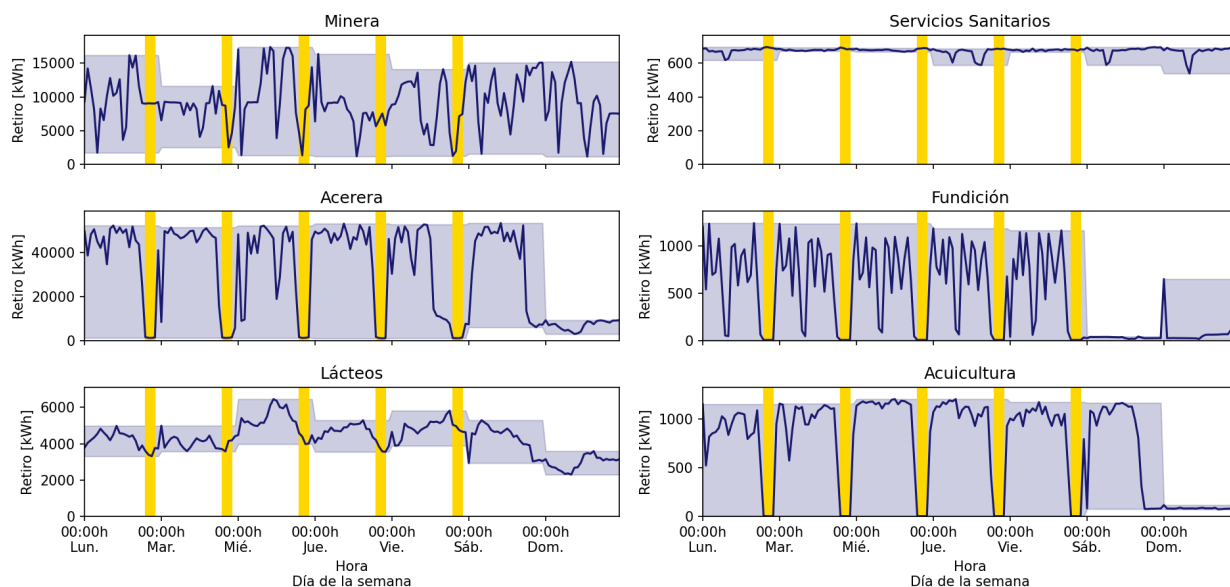 Minera
Retiro [kWh]
15000
10000
5000
0
Servicios Sanitarios
Retiro [kWh]
600
400
200
0
Acerera
Retiro [kWh]
40000
20000
0
Fundición
Retiro [kWh]
1000
500
0
Lácteos
Retiro [kWh]
6000
4000
2000
0
00:00h 00:00h 00:00h 00:00h 00:00h 00:00h 00:00h
Lun. Mar. Mié. Jue. Vie. Sáb. Dom.
Hora
Día de la semana
Acuicultura
Retiro [kWh]
1000
500
0
00:00h 00:00h 00:00h 00:00h 00:00h 00:00h 00:00h
Lun. Mar. Mié. Jue. Vie. Sáb. Dom.
Hora
Día de la semana